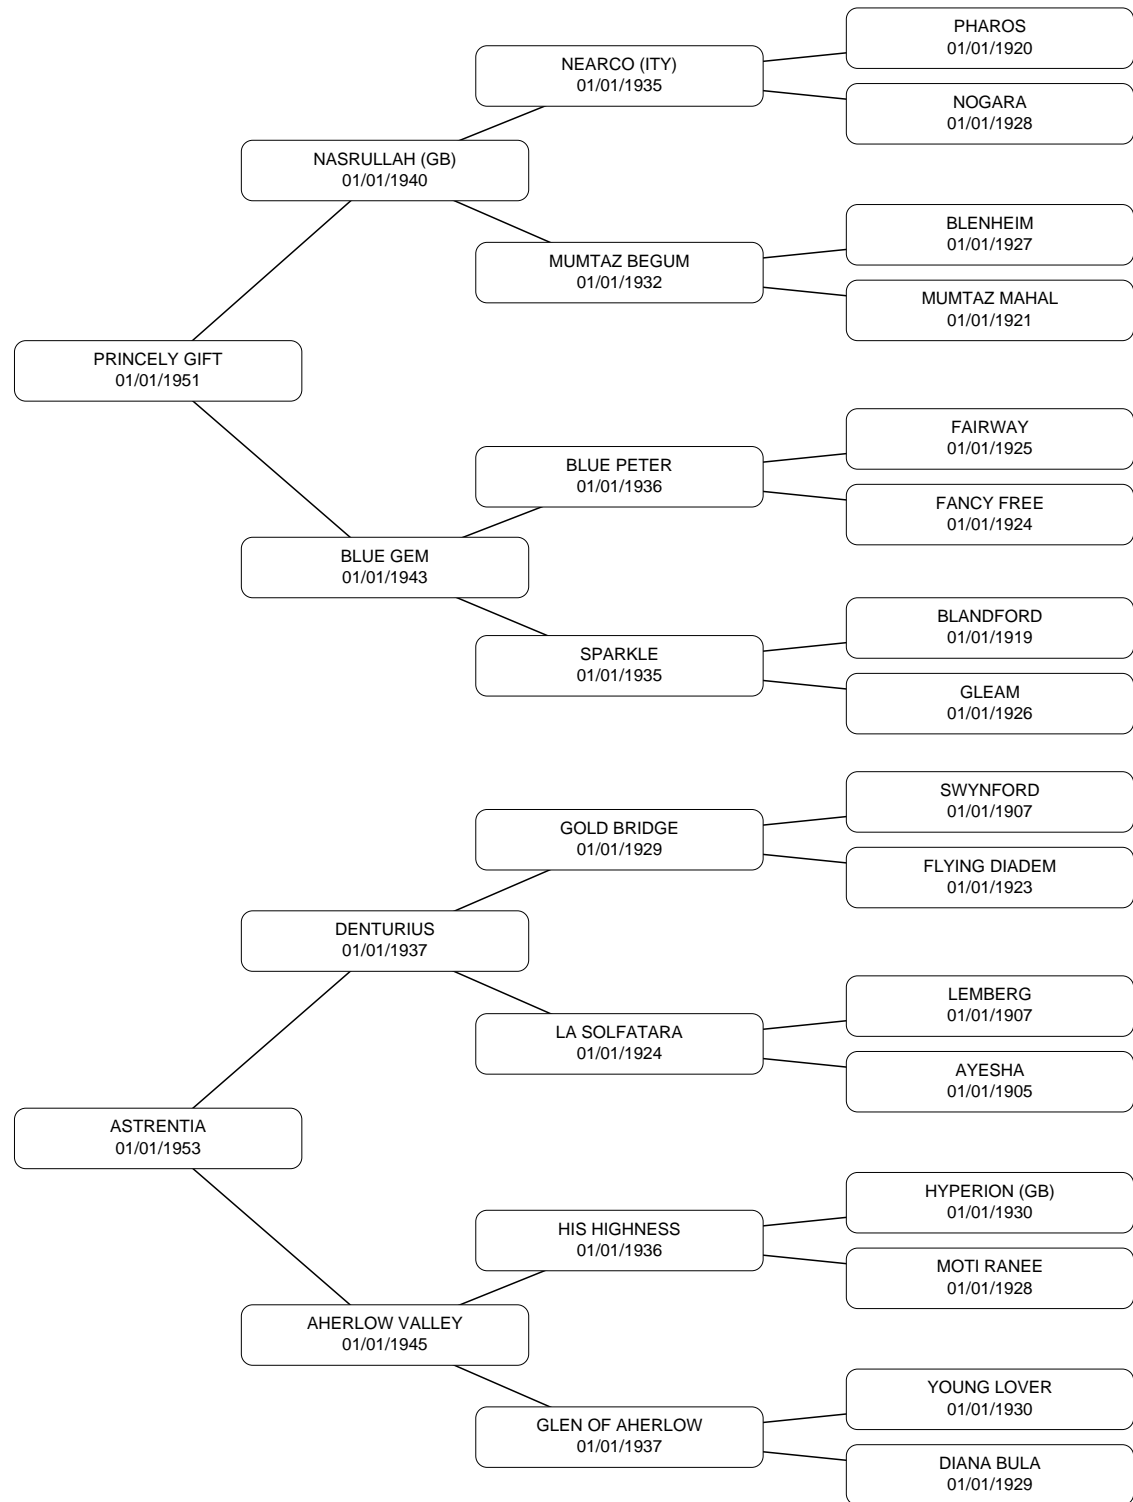 PHAROS
01/01/1920
NEARCO (ITY)
01/01/1935
NOGARA
01/01/1928
NASRULLAH (GB)
01/01/1940
BLENHEIM
01/01/1927
MUMTAZ BEGUM
01/01/1932
MUMTAZ MAHAL
01/01/1921
PRINCELY GIFT
01/01/1951
FAIRWAY
01/01/1925
BLUE PETER
01/01/1936
FANCY FREE
01/01/1924
BLUE GEM
01/01/1943
BLANDFORD
01/01/1919
SPARKLE
01/01/1935
GLEAM
01/01/1926
SWYNFORD
01/01/1907
GOLD BRIDGE
01/01/1929
FLYING DIADEM
01/01/1923
DENTURIUS
01/01/1937
LEMBERG
01/01/1907
LA SOLFATARA
01/01/1924
AYESHA
01/01/1905
ASTRENTIA
01/01/1953
HYPERION (GB)
01/01/1930
HIS HIGHNESS
01/01/1936
MOTI RANEE
01/01/1928
AHERLOW VALLEY
01/01/1945
YOUNG LOVER
01/01/1930
GLEN OF AHERLOW
01/01/1937
DIANA BULA
01/01/1929